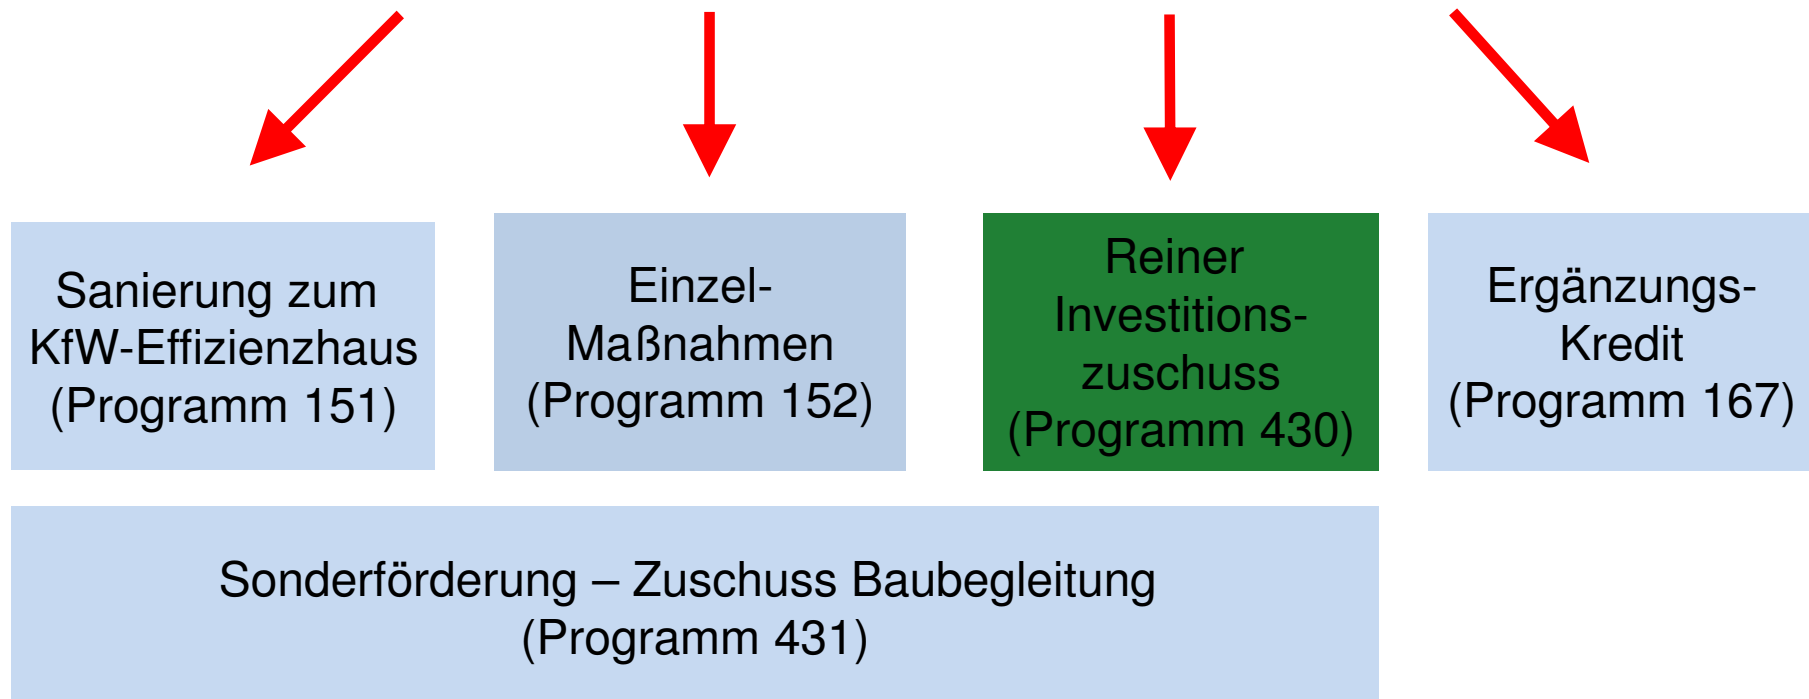 Sanierung zum
KfW-Effizienzhaus
(Programm 151)
Einzel-
Maßnahmen
(Programm 152)
Reiner
Investitions-
zuschuss
(Programm 430)
Ergänzungs-
Kredit
(Programm 167)
Sonderförderung – Zuschuss Baubegleitung
(Programm 431)